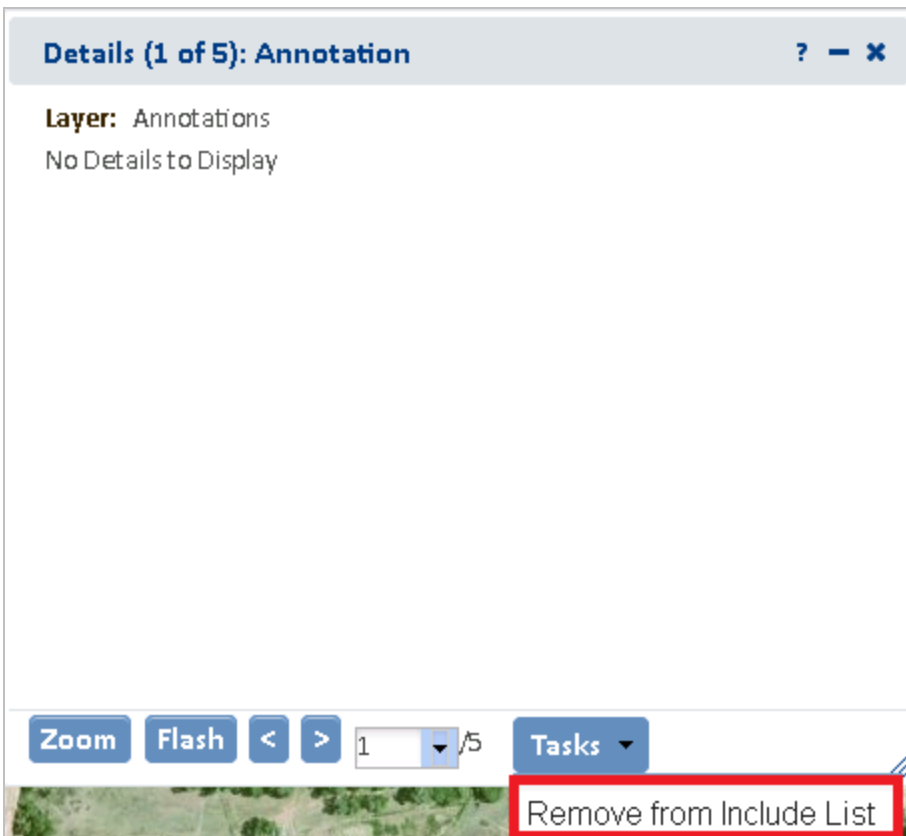 Details (1 of 5): Annotation ? – ×
Layer: Annotations
No Details to Display
Zoom Flash < > 1 /5 Tasks
Remove from Include List